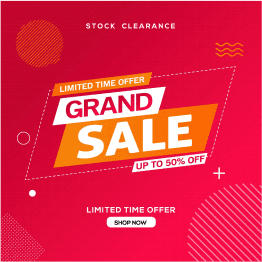 STOCK CLEARANCE
LIMITED TIME OFFER
GRAND
SALE
UP TO 50% OFF
LIMITED TIME OFFER
SHOP NOW